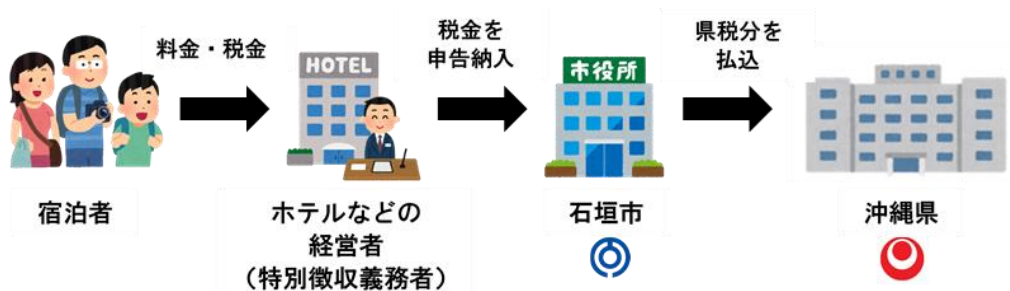 料金・税金
税金を
申告納入
県税分を
払込
HOTEL
市役所
宿泊者
ホテルなどの
経営者
（特別徴収義務者）
石垣市
沖縄県